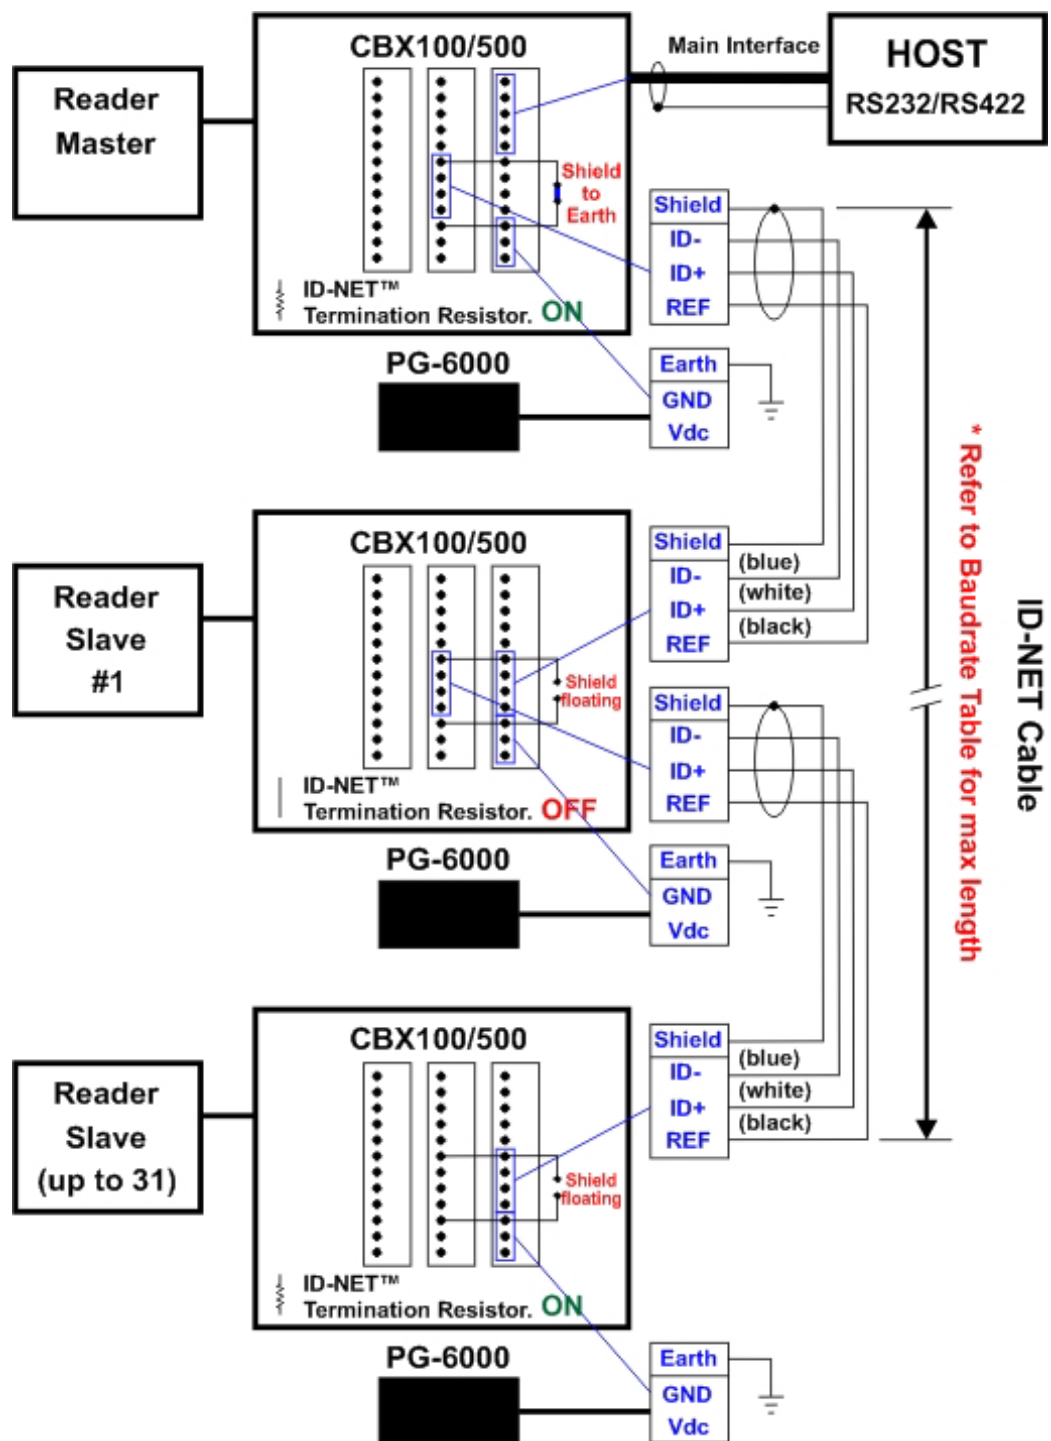 CBX100/500
Main Interface
HOST
RS232/RS422
Reader
Master
Shield
to
Earth
Shield
ID-
ID+
REF
ID-NET™
Termination Resistor. ON
PG-6000
Earth
GND
Vdc
CBX100/500
Reader
Slave
#1
Shield
(blue)
ID-
(white)
ID+
(black)
REF
Shield
floating
Shield
ID-
ID+
REF
ID-NET™
Termination Resistor. OFF
PG-6000
Earth
GND
Vdc
* Refer to Baudrate Table for max length
ID-NET Cable
CBX100/500
Reader
Slave
(up to 31)
Shield
(blue)
ID-
(white)
ID+
(black)
REF
Shield
floating
ID-NET™
Termination Resistor. ON
PG-6000
Earth
GND
Vdc